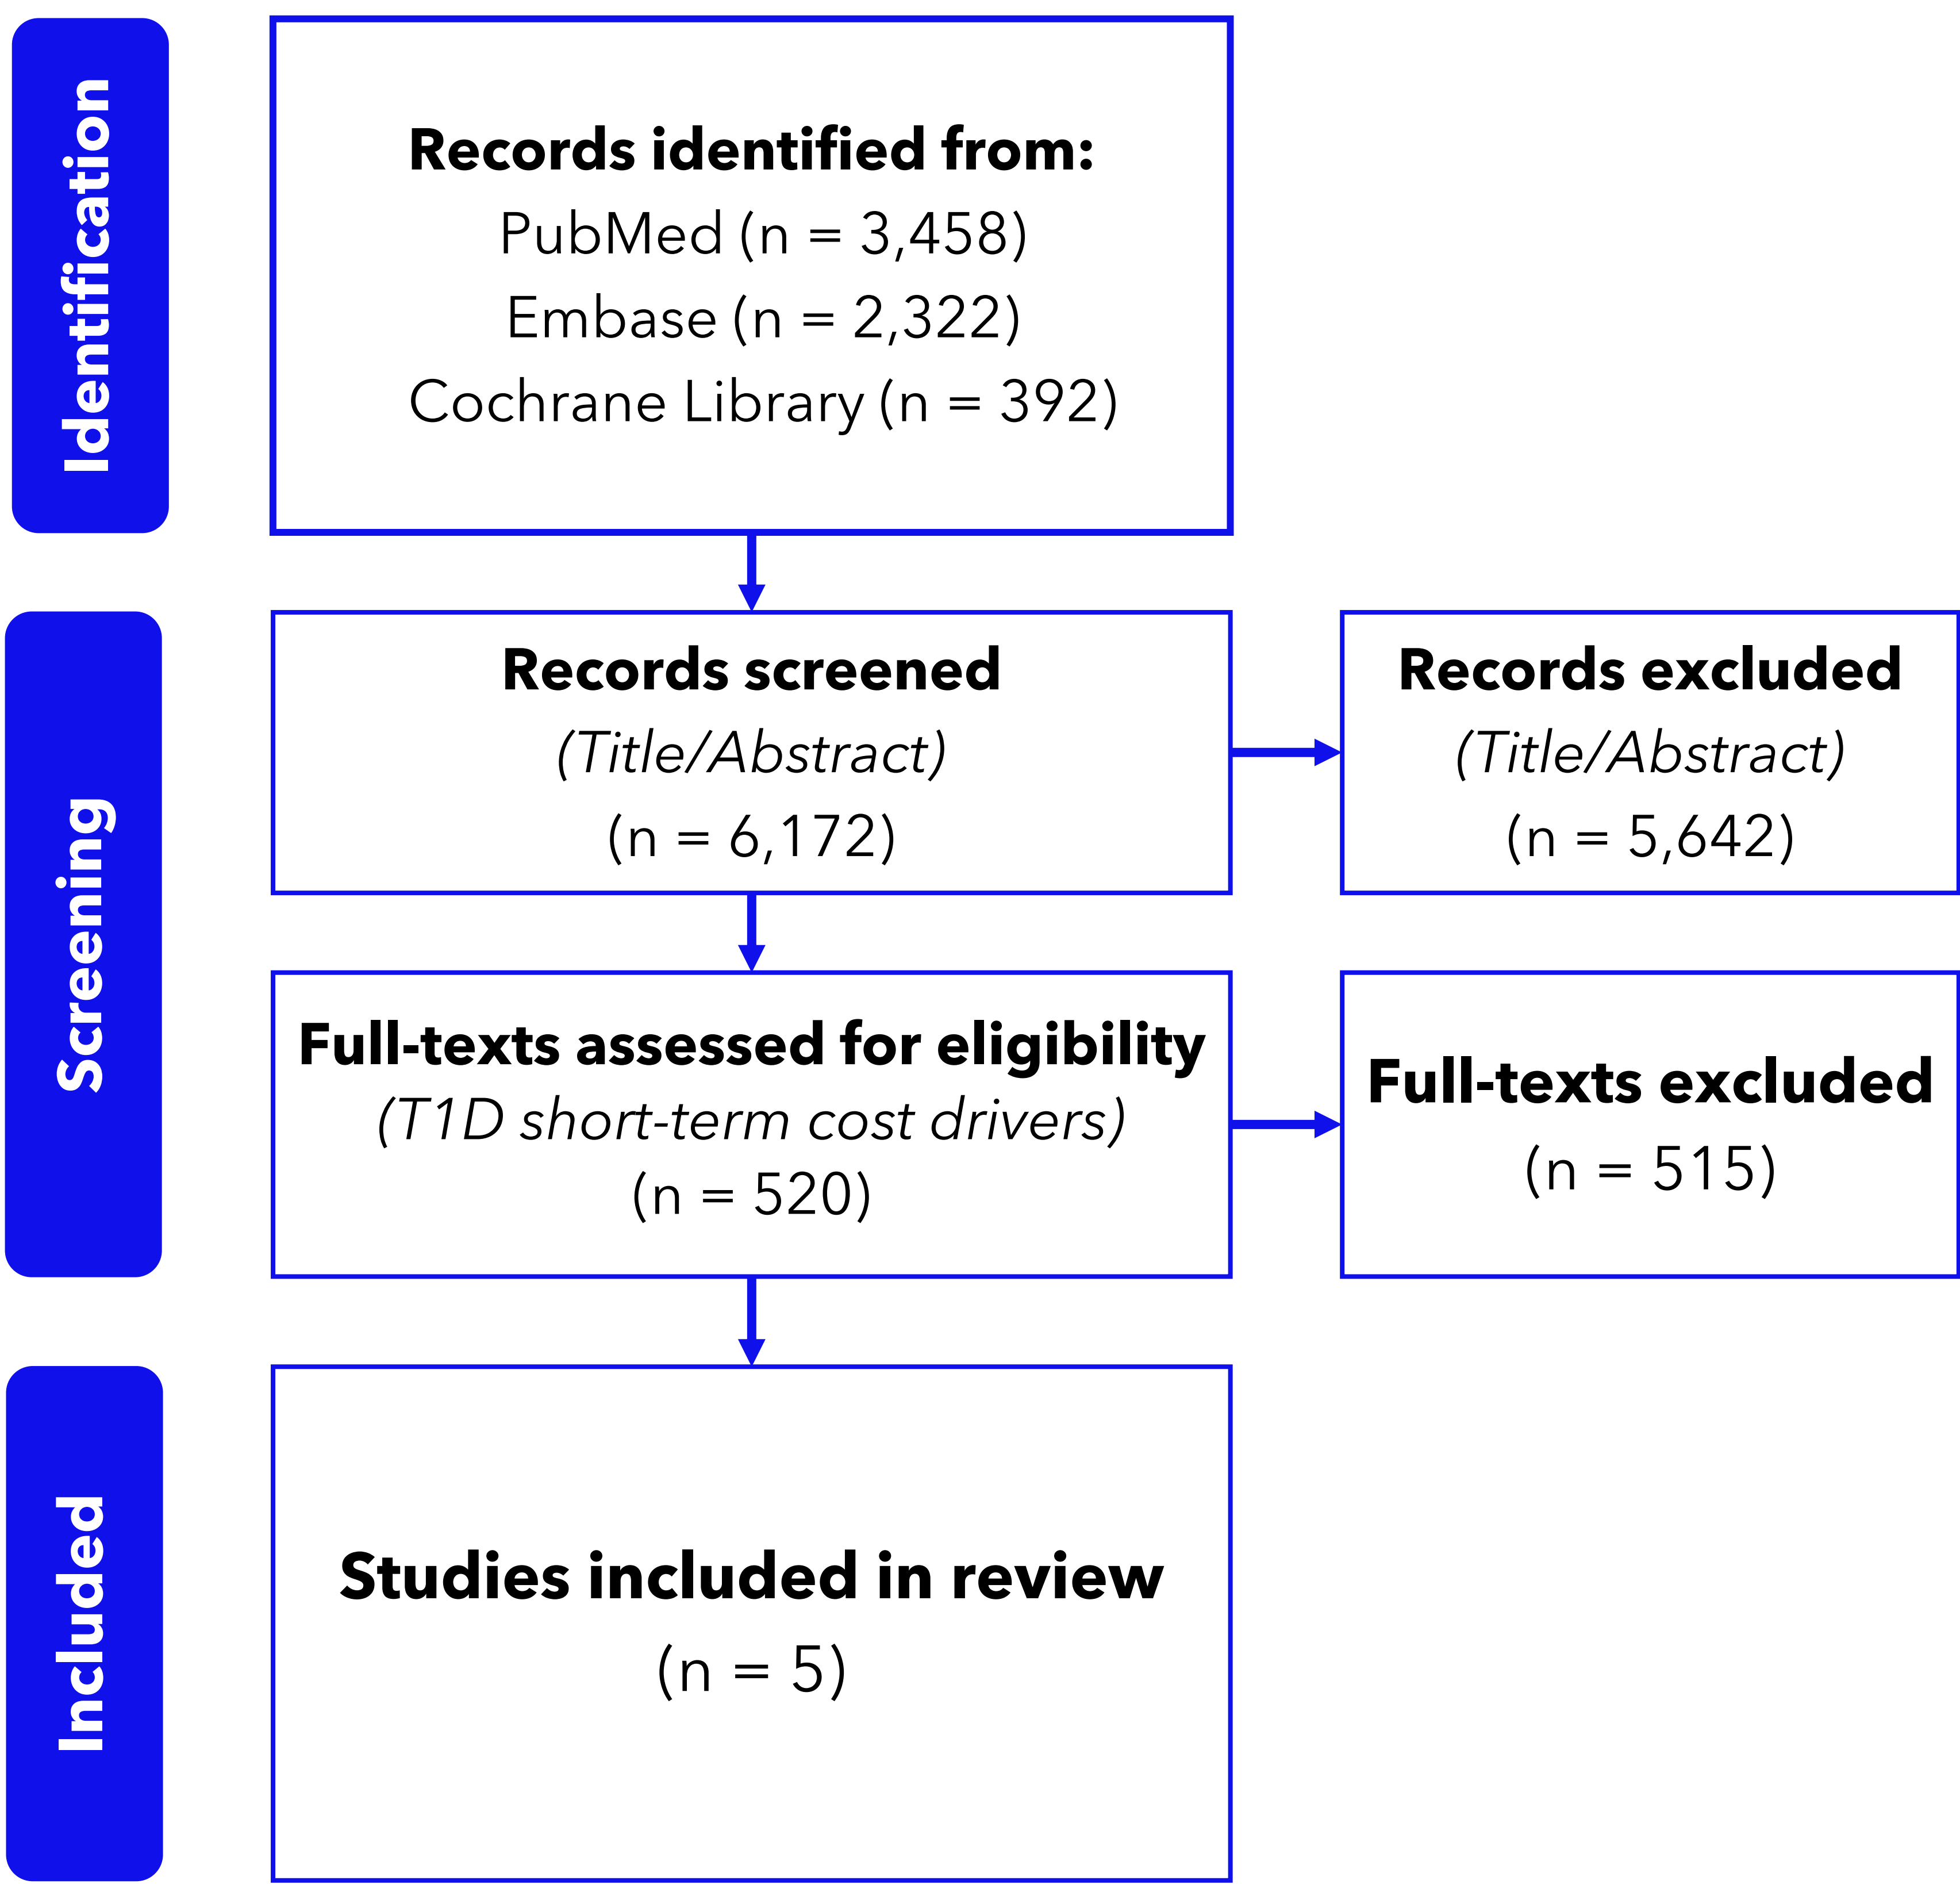 Identification
Records identified from:
PubMed (n = 3,458)
Embase (n = 2,322)
Cochrane Library (n = 392)
Screening
Records screened
(Title/Abstract)
(n = 6,172)
Records excluded
(Title/Abstract)
(n = 5,642)
Full-texts assessed for eligibility
(T1D short-term cost drivers)
(n = 520)
Full-texts excluded
(n = 515)
Included
Studies included in review
(n = 5)